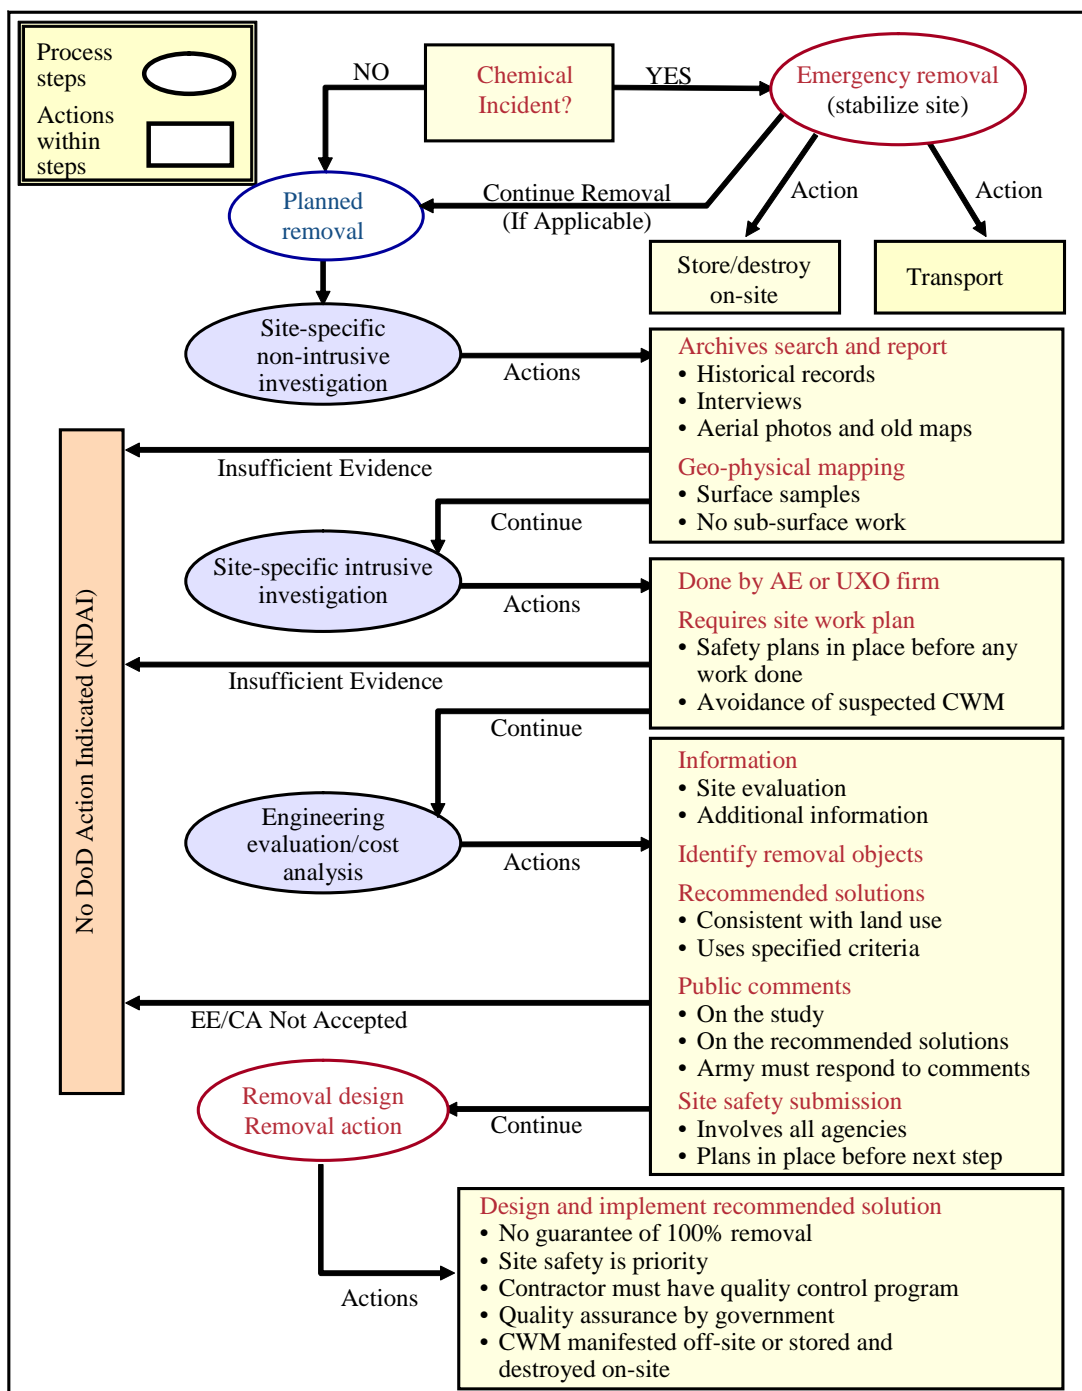 Process
steps
Actions
within
steps
NO
Chemical
Incident?
YES
Emergency removal
(stabilize site)
Planned
removal
Continue Removal
(If Applicable)
Action
Action
Store/destroy
on-site
Transport
Site-specific
non-intrusive
investigation
Actions
Archives search and report
• Historical records
• Interviews
• Aerial photos and old maps
Geo-physical mapping
• Surface samples
• No sub-surface work
Insufficient Evidence
Continue
No DoD Action Indicated (NDAI)
Site-specific intrusive
investigation
Actions
Done by AE or UXO firm
Requires site work plan
• Safety plans in place before any
work done
• Avoidance of suspected CWM
Insufficient Evidence
Continue
Engineering
evaluation/cost
analysis
Actions
Information
• Site evaluation
• Additional information
Identify removal objects
Recommended solutions
• Consistent with land use
• Uses specified criteria
Public comments
• On the study
• On the recommended solutions
• Army must respond to comments
Site safety submission
• Involves all agencies
• Plans in place before next step
EE/CA Not Accepted
Removal design
Removal action
Continue
Actions
Design and implement recommended solution
• No guarantee of 100% removal
• Site safety is priority
• Contractor must have quality control program
• Quality assurance by government
• CWM manifested off-site or stored and
destroyed on-site